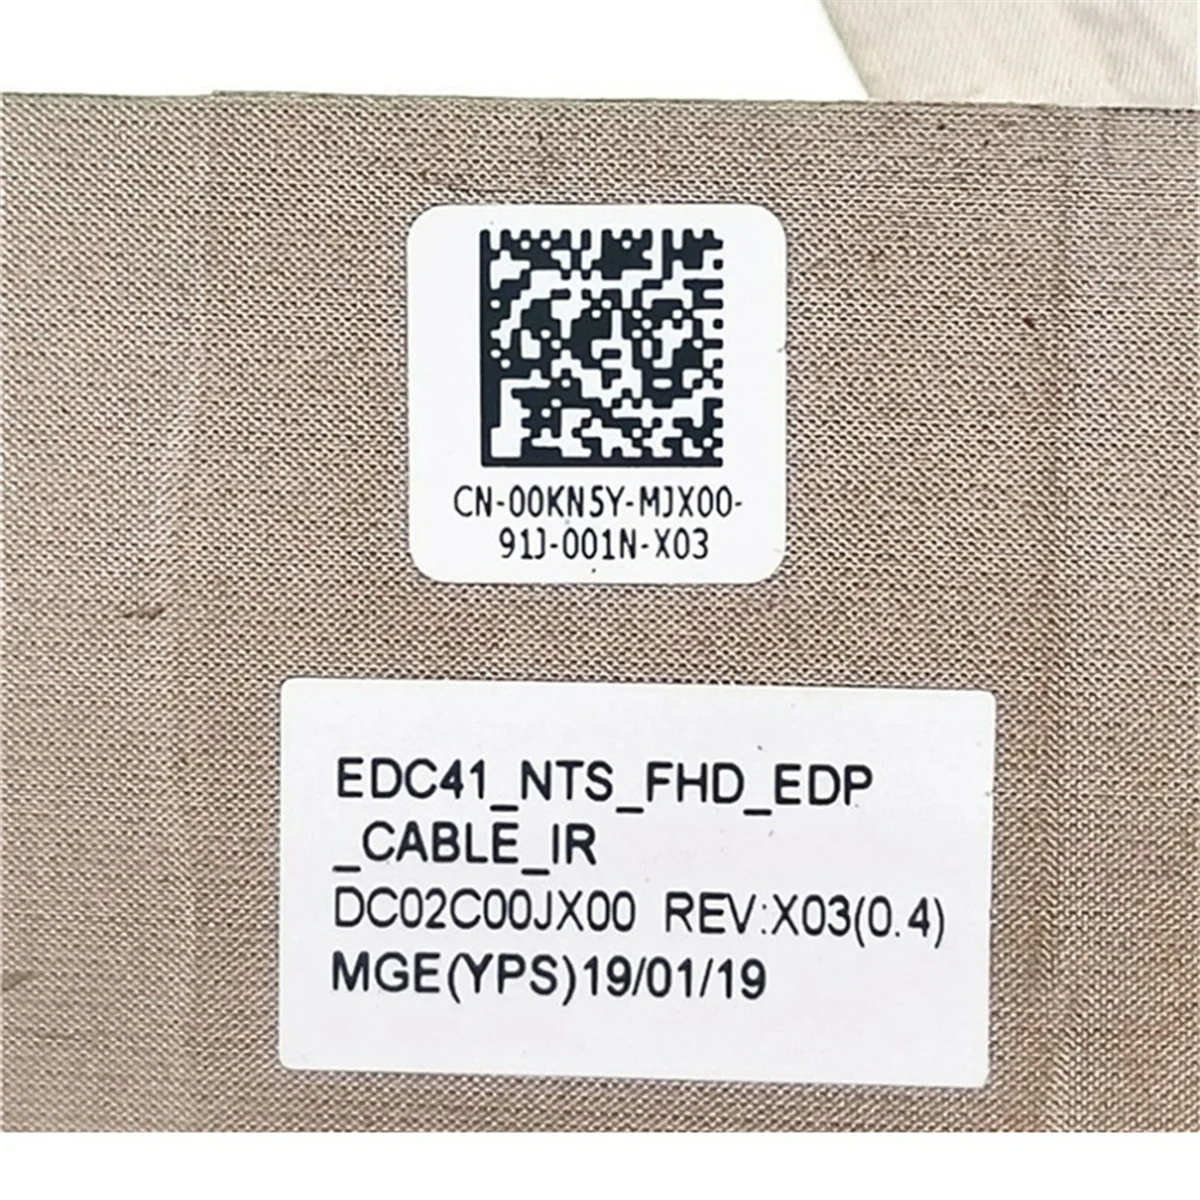 CN-00KN5Y-MJX00-
91J-001N-X03
EDC41_NTS_FHD_EDP
_CABLE_IR
DC02C00JX00 REV:X03(0.4)
MGE(YPS)19/01/19